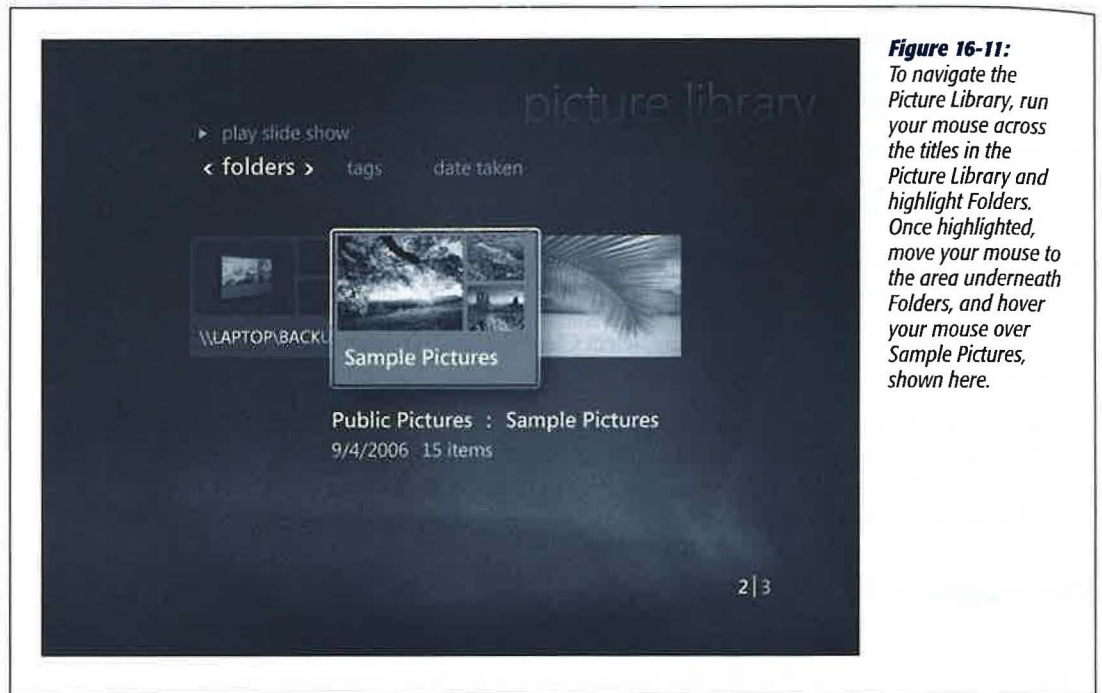 picture library
▸ play slide show
< folders > tags date taken
\\LAPTOP\BACKU
Sample Pictures
Public Pictures : Sample Pictures
9/4/2006 15 items
2|3
Figure 16-11:
To navigate the
Picture Library, run
your mouse across
the titles in the
Picture Library and
highlight Folders.
Once highlighted,
move your mouse to
the area underneath
Folders, and hover
your mouse over
Sample Pictures,
shown here.